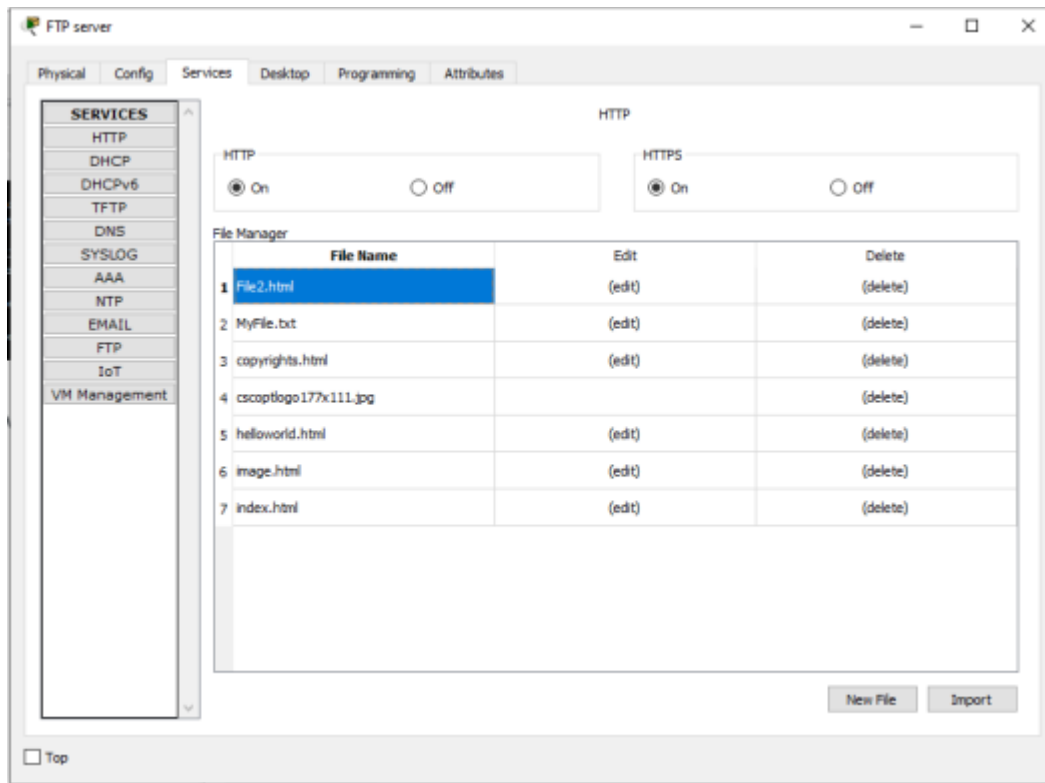 FTP server
Physical Config Services Desktop Programming Attributes
SERVICES
HTTP
DHCP
DHCPv6
TFTP
DNS
SYSLOG
AAA
NTP
EMAIL
FTP
IoT
VM Management
HTTP
HTTP
On Off
HTTPS
On Off
File Manager
File Name Edit Delete
1 File2.html (edit) (delete)
2 MyFile.txt (edit) (delete)
3 copyrights.html (edit) (delete)
4 cscoptlogo177x111.jpg (delete)
5 helloworld.html (edit) (delete)
6 image.html (edit) (delete)
7 index.html (edit) (delete)
New File Import
Top